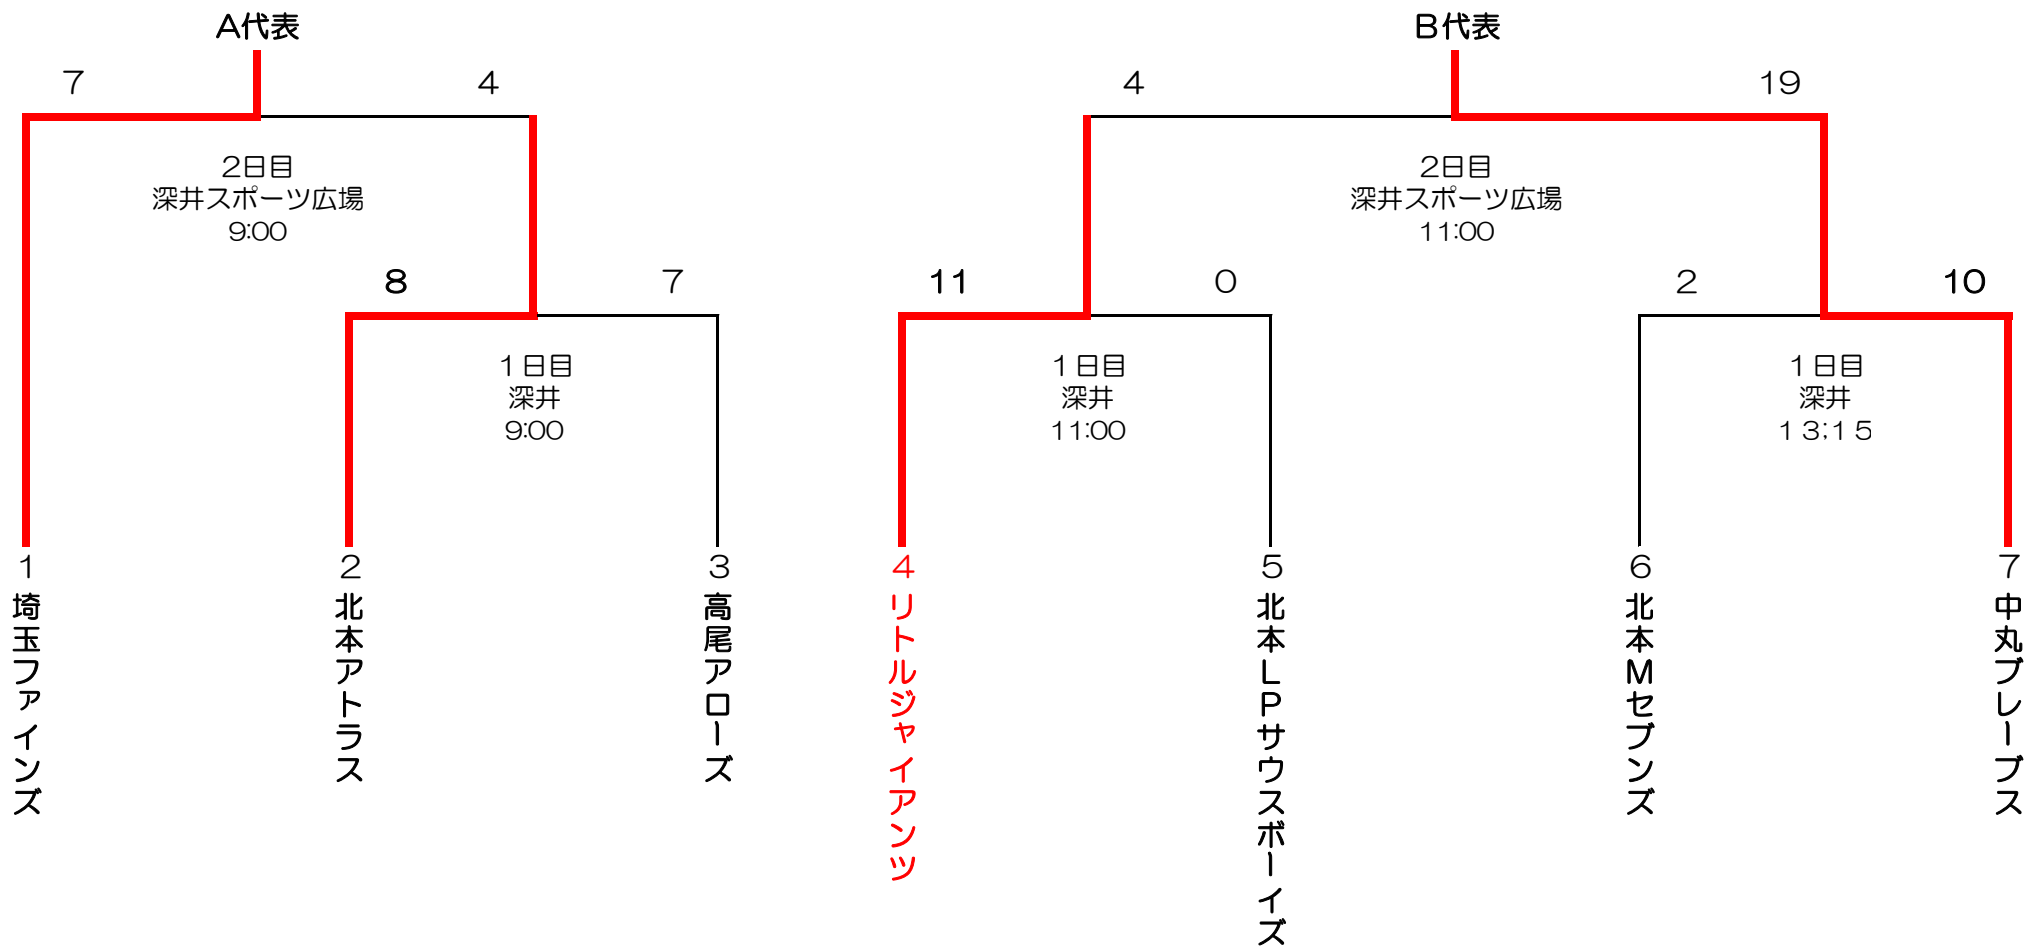 A代表
B代表
7
4
4
19
2日目
深井スポーツ広場
9:00
2日目
深井スポーツ広場
11:00
8
7
11
0
2
10
1日目
深井
9:00
1日目
深井
11:00
1日目
深井
13;15
1 埼玉ファインズ
2 北本アトラス
3 高尾アローズ
4 リトルジャイアンツ
5 北本LPサウスボーイズ
6 北本Mセブンズ
7 中丸ブレーブス